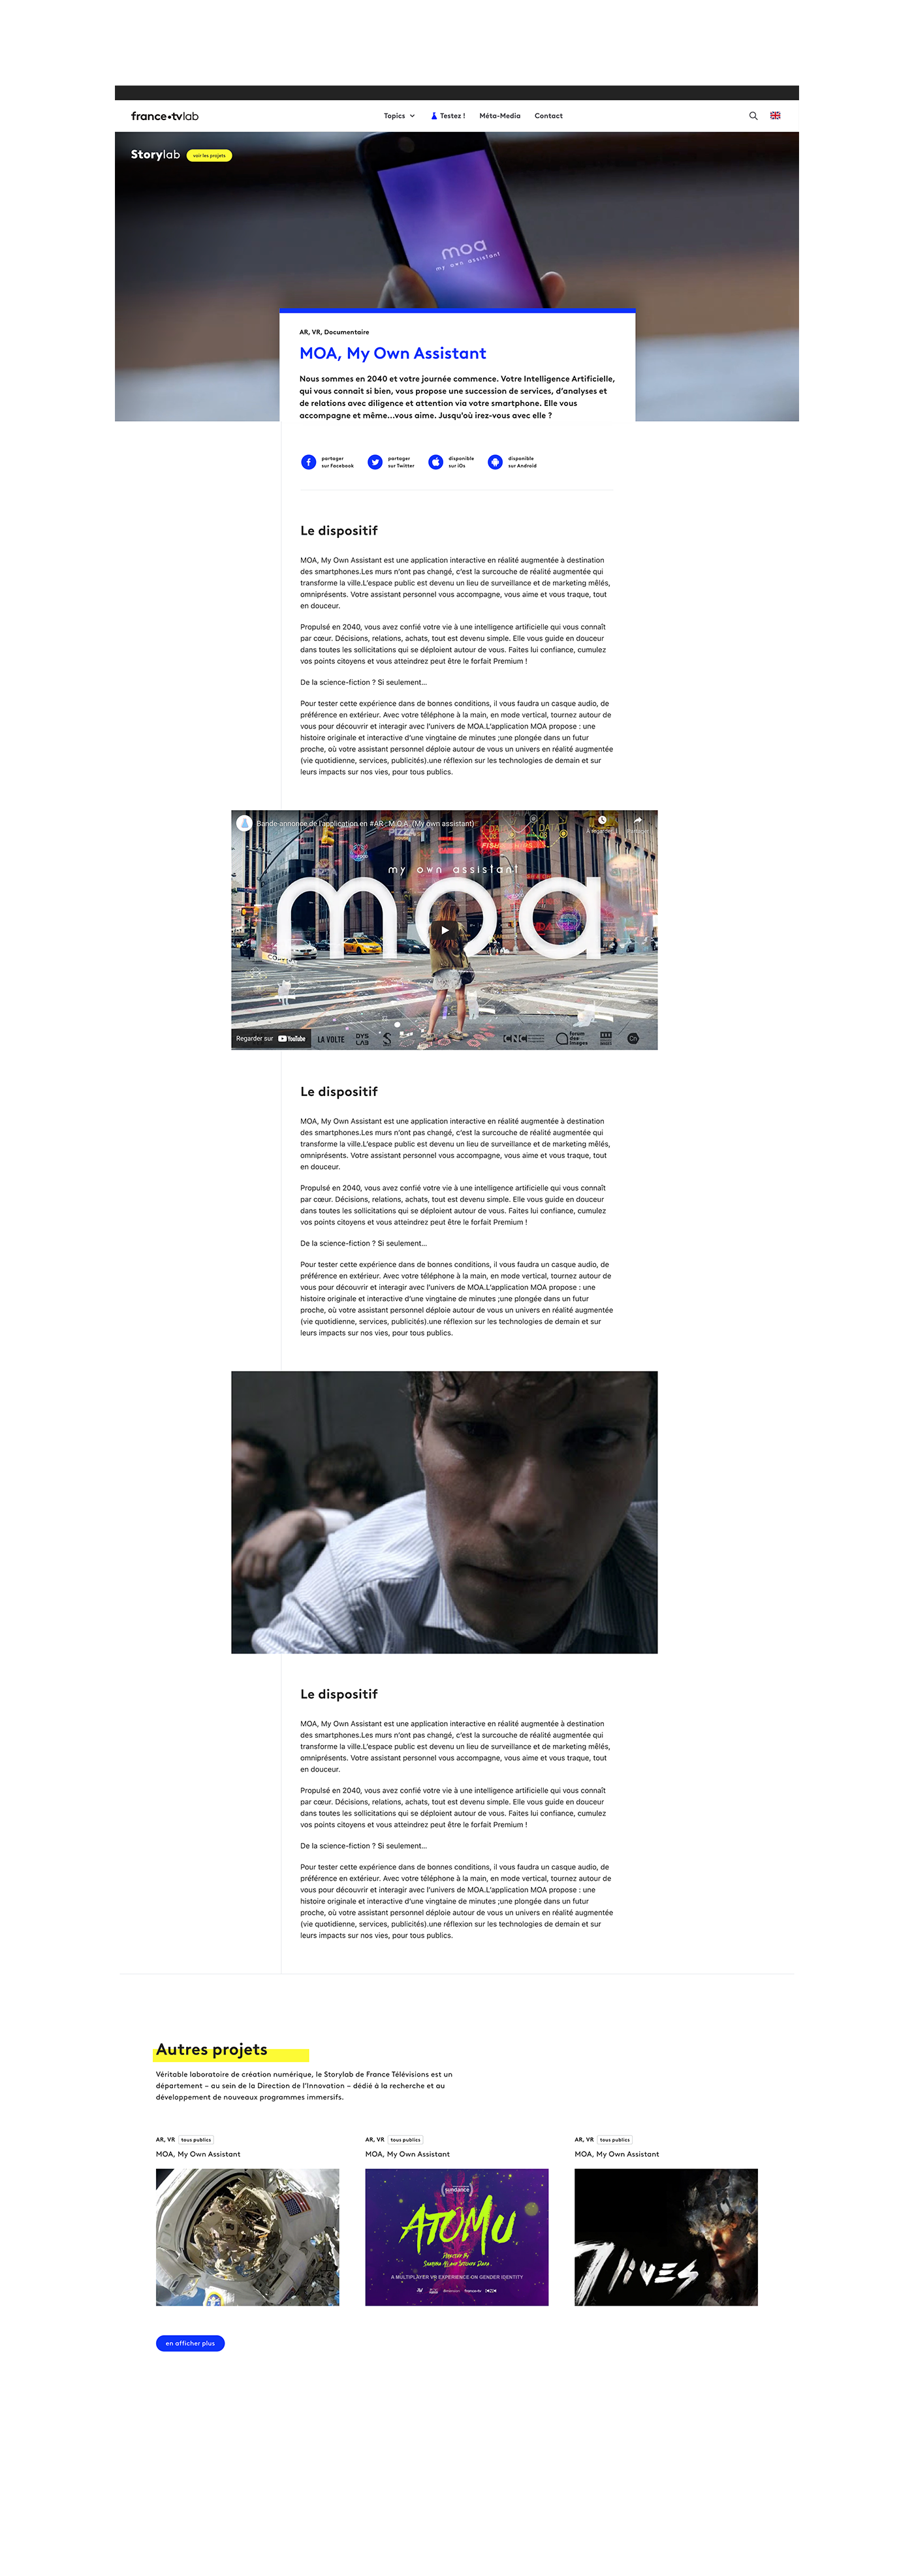 france•tvlab
Topics
Testez !
Méta-Media
Contact
Storylab
voir les projets
moa
my own assistant
AR, VR, Documentaire
MOA, My Own Assistant
Nous sommes en 2040 et votre journée commence. Votre Intelligence Artificielle,
qui vous connait si bien, vous propose une succession de services, d'analyses et
de relations avec diligence et attention via votre smartphone. Elle vous
accompagne et même...vous aime. Jusqu'où irez-vous avec elle ?
partager
sur Facebook
partager
sur Twitter
disponible
sur iOs
disponible
sur Android
Le dispositif
MOA, My Own Assistant est une application interactive en réalité augmentée à destination
des smartphones.Les murs n'ont pas changé, c'est la surcouche de réalité augmentée qui
transforme la ville.L'espace public est devenu un lieu de surveillance et de marketing mêlés,
omniprésents. Votre assistant personnel vous accompagne, vous aime et vous traque, tout
en douceur.
Propulsé en 2040, vous avez confié votre vie à une intelligence artificielle qui vous connaît
par cœur. Décisions, relations, achats, tout est devenu simple. Elle vous guide en douceur
dans toutes les sollicitations qui se déploient autour de vous. Faites lui confiance, cumulez
vos points citoyens et vous atteindrez peut être le forfait Premium !
De la science-fiction ? Si seulement...
Pour tester cette expérience dans de bonnes conditions, il vous faudra un casque audio, de
préférence en extérieur. Avec votre téléphone à la main, en mode vertical, tournez autour de
vous pour découvrir et interagir avec l'univers de MOA.L'application MOA propose : une
histoire originale et interactive d'une vingtaine de minutes ;une plongée dans un futur
proche, où votre assistant personnel déploie autour de vous un univers en réalité augmentée
(vie quotidienne, services, publicités).une réflexion sur les technologies de demain et sur
leurs impacts sur nos vies, pour tous publics.
Bande-annonce de l'application en #AR : M.O.A. (My own assistant)
À regarder
Partager
PIZZA
my own assistant
moa
Regarder sur YouTube
LA VOLTE
DYS
LAB
CNC
forum
des
images
Le dispositif
MOA, My Own Assistant est une application interactive en réalité augmentée à destination
des smartphones.Les murs n'ont pas changé, c'est la surcouche de réalité augmentée qui
transforme la ville.L'espace public est devenu un lieu de surveillance et de marketing mêlés,
omniprésents. Votre assistant personnel vous accompagne, vous aime et vous traque, tout
en douceur.
Propulsé en 2040, vous avez confié votre vie à une intelligence artificielle qui vous connaît
par cœur. Décisions, relations, achats, tout est devenu simple. Elle vous guide en douceur
dans toutes les sollicitations qui se déploient autour de vous. Faites lui confiance, cumulez
vos points citoyens et vous atteindrez peut être le forfait Premium !
De la science-fiction ? Si seulement...
Pour tester cette expérience dans de bonnes conditions, il vous faudra un casque audio, de
préférence en extérieur. Avec votre téléphone à la main, en mode vertical, tournez autour de
vous pour découvrir et interagir avec l'univers de MOA.L'application MOA propose : une
histoire originale et interactive d'une vingtaine de minutes ;une plongée dans un futur
proche, où votre assistant personnel déploie autour de vous un univers en réalité augmentée
(vie quotidienne, services, publicités).une réflexion sur les technologies de demain et sur
leurs impacts sur nos vies, pour tous publics.
Le dispositif
MOA, My Own Assistant est une application interactive en réalité augmentée à destination
des smartphones.Les murs n'ont pas changé, c'est la surcouche de réalité augmentée qui
transforme la ville.L'espace public est devenu un lieu de surveillance et de marketing mêlés,
omniprésents. Votre assistant personnel vous accompagne, vous aime et vous traque, tout
en douceur.
Propulsé en 2040, vous avez confié votre vie à une intelligence artificielle qui vous connaît
par cœur. Décisions, relations, achats, tout est devenu simple. Elle vous guide en douceur
dans toutes les sollicitations qui se déploient autour de vous. Faites lui confiance, cumulez
vos points citoyens et vous atteindrez peut être le forfait Premium !
De la science-fiction ? Si seulement...
Pour tester cette expérience dans de bonnes conditions, il vous faudra un casque audio, de
préférence en extérieur. Avec votre téléphone à la main, en mode vertical, tournez autour de
vous pour découvrir et interagir avec l'univers de MOA.L'application MOA propose : une
histoire originale et interactive d'une vingtaine de minutes ;une plongée dans un futur
proche, où votre assistant personnel déploie autour de vous un univers en réalité augmentée
(vie quotidienne, services, publicités).une réflexion sur les technologies de demain et sur
leurs impacts sur nos vies, pour tous publics.
Autres projets
Véritable laboratoire de création numérique, le Storylab de France Télévisions est un
département – au sein de la Direction de l'Innovation – dédié à la recherche et au
développement de nouveaux programmes immersifs.
AR, VR tous publics
MOA, My Own Assistant
AR, VR tous publics
MOA, My Own Assistant
sundance
ATOMU
A MULTIPLAYER VR EXPERIENCE ON GENDER IDENTITY
AR, VR tous publics
MOA, My Own Assistant
7 lives
en afficher plus